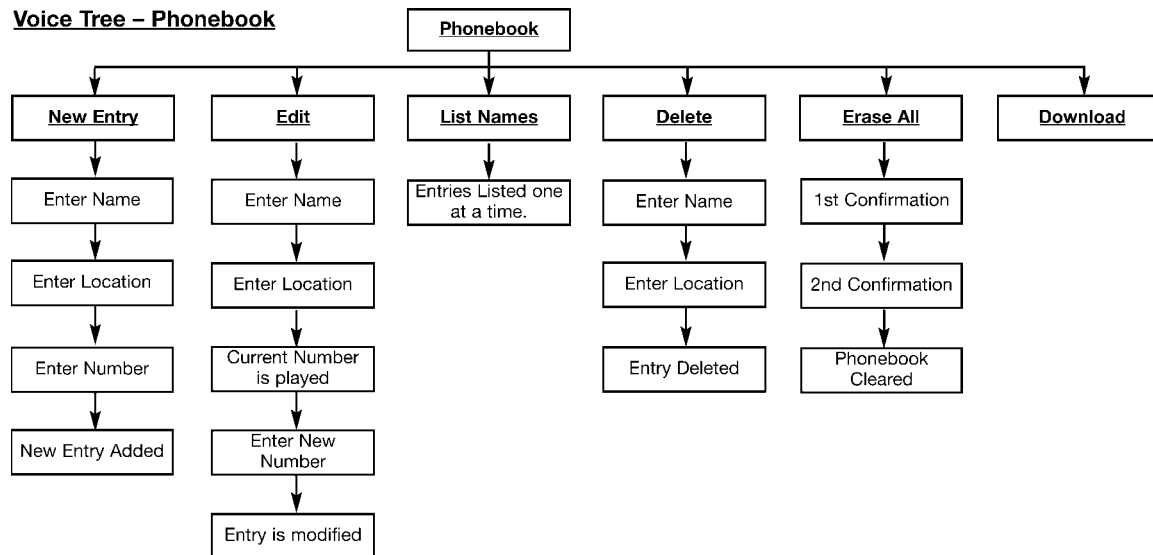 Voice Tree – Phonebook
Phonebook
New Entry
Edit
List Names
Delete
Erase All
Download
Enter Name
Enter Name
Entries Listed one
at a time.
Enter Name
1st Confirmation
Enter Location
Enter Location
Enter Location
2nd Confirmation
Enter Number
Current Number
is played
Entry Deleted
Phonebook
Cleared
New Entry Added
Enter New
Number
Entry is modified